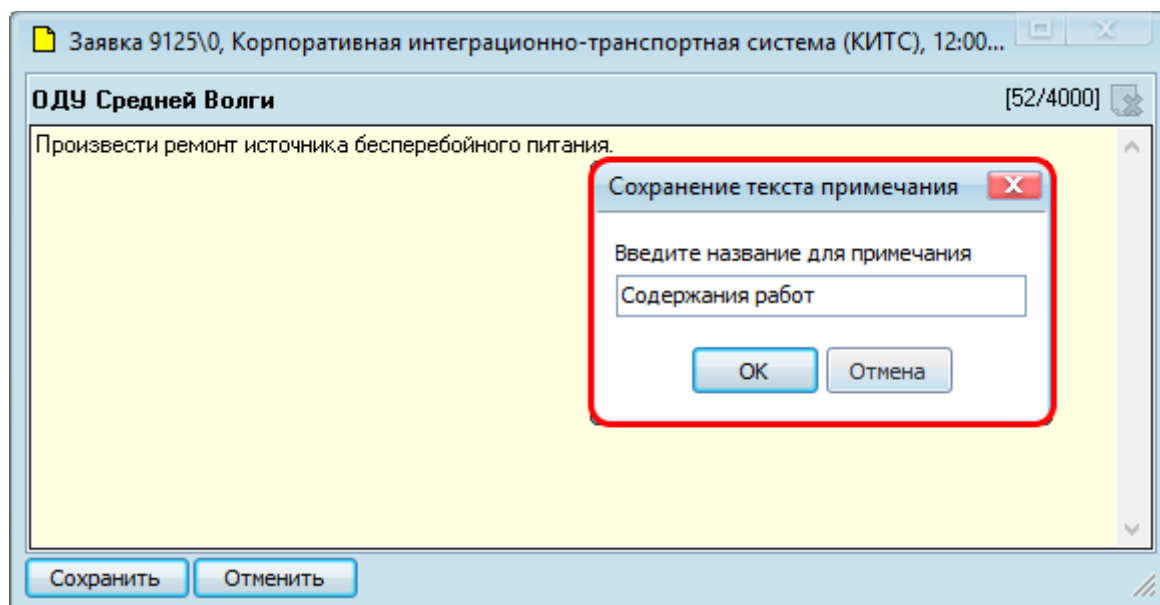 Заявка 9125\0, Корпоративная интеграционно-транспортная система (КИТС), 12:00...
ОДУ Средней Волги [52/4000]
Произвести ремонт источника бесперебойного питания.
Сохранение текста примечания
Введите название для примечания
Содержания работ
ОК Отмена
Сохранить Отменить